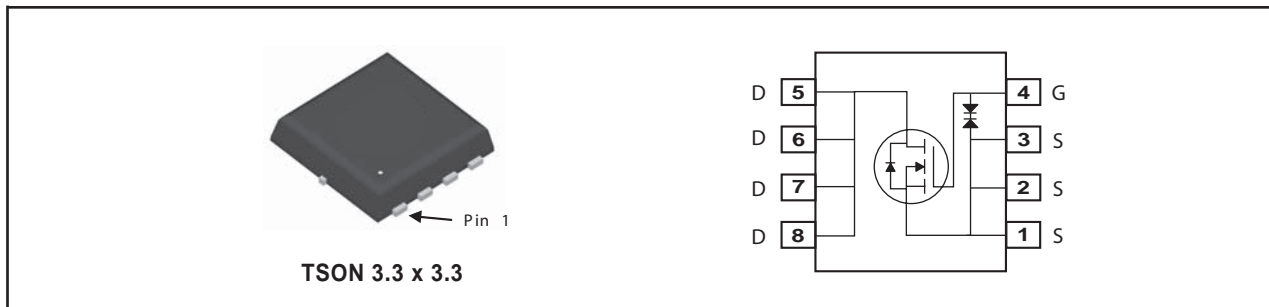 Pin 1
TSON 3.3 x 3.3
D 5 4 G
D 6 3 S
D 7 2 S
D 8 1 S